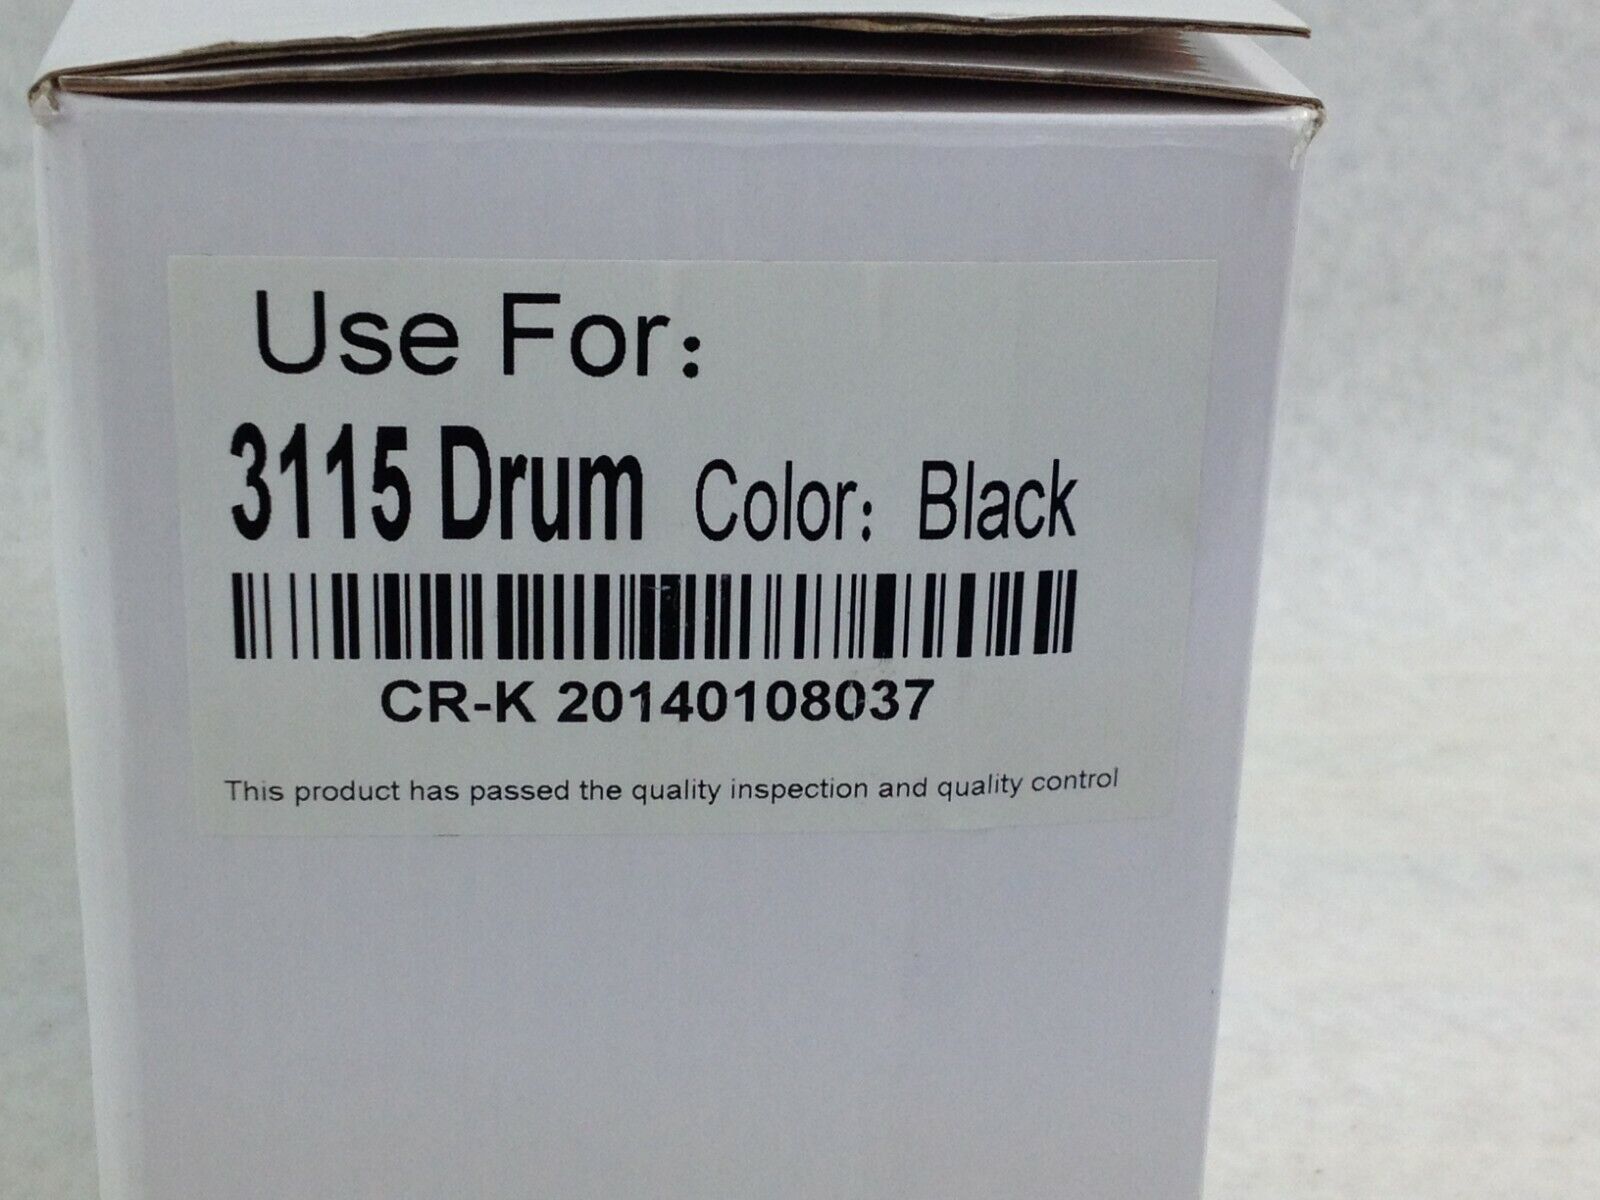 Use For:
3115 Drum Color: Black
CR-K 20140108037
This product has passed the quality inspection and quality control